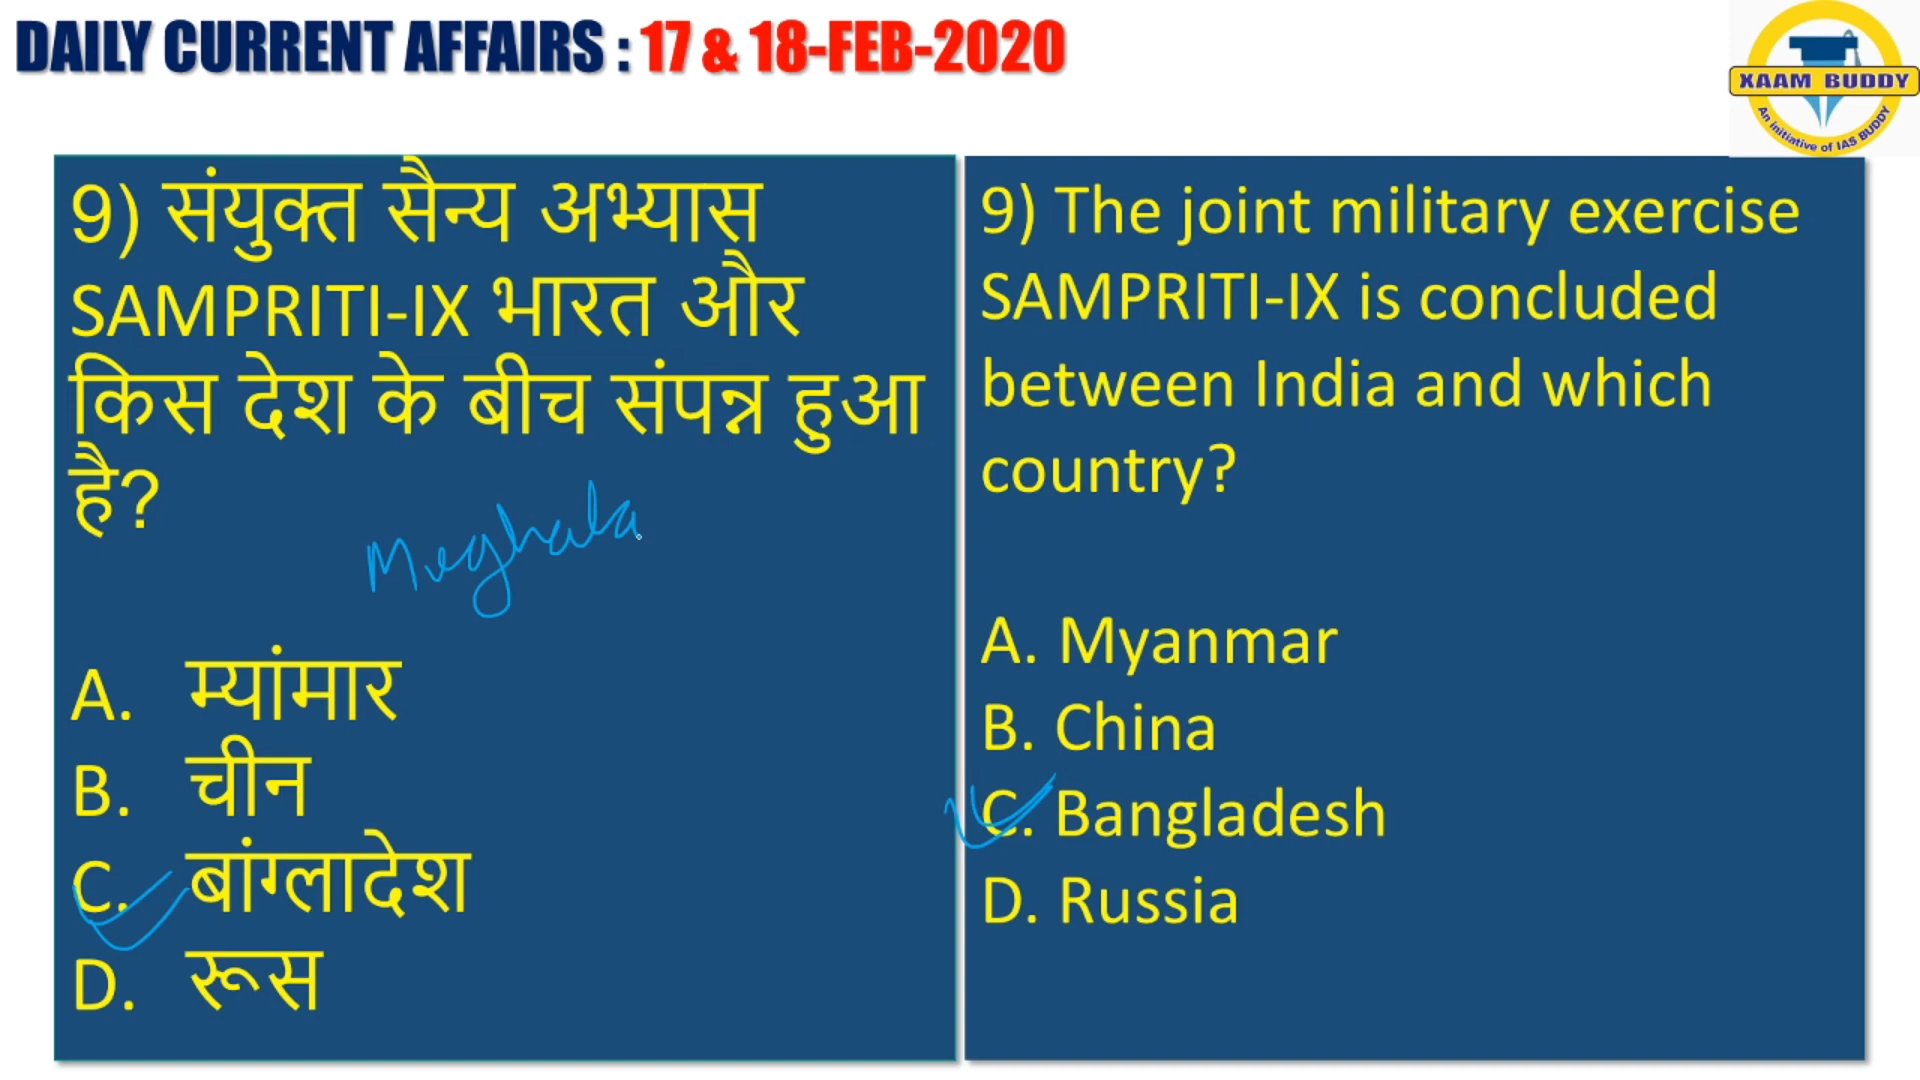 DAILY CURRENT AFFAIRS : 17 & 18-FEB-2020
XAAM BUDDY
An initiative of IAS BUDDY
9) संयुक्त सैन्य अभ्यास
SAMPRITI-IX भारत और
किस देश के बीच संपन्न हुआ
है?
Meghala
A. म्यांमार
B. चीन
C. बांग्लादेश
D. रूस
9) The joint military exercise
SAMPRITI-IX is concluded
between India and which
country?
A. Myanmar
B. China
C. Bangladesh
D. Russia